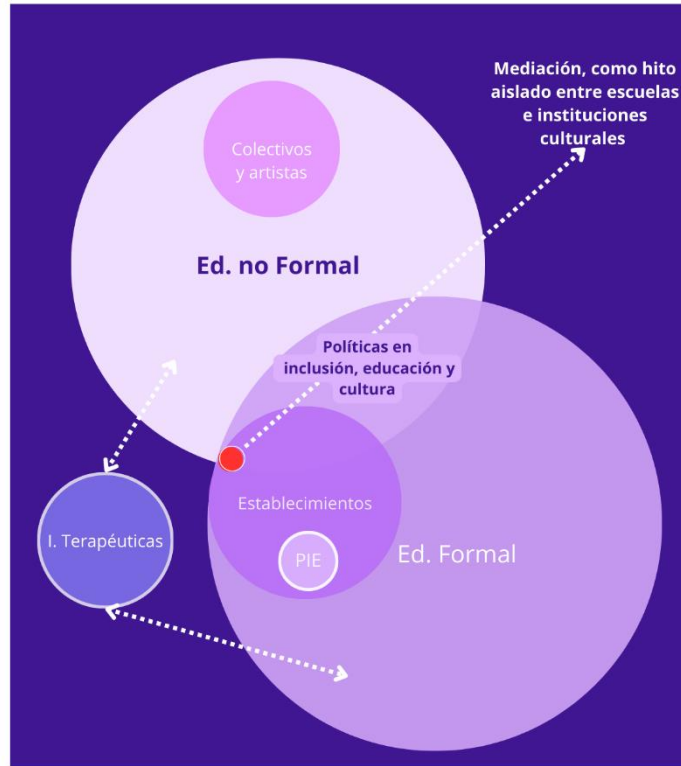 Mediación, como hito
aislado entre escuelas
e instituciones
culturales
Colectivos
y artistas
Ed. no Formal
Políticas en
inclusión, educación y
cultura
Establecimientos
I. Terapéuticas
PIE
Ed. Formal